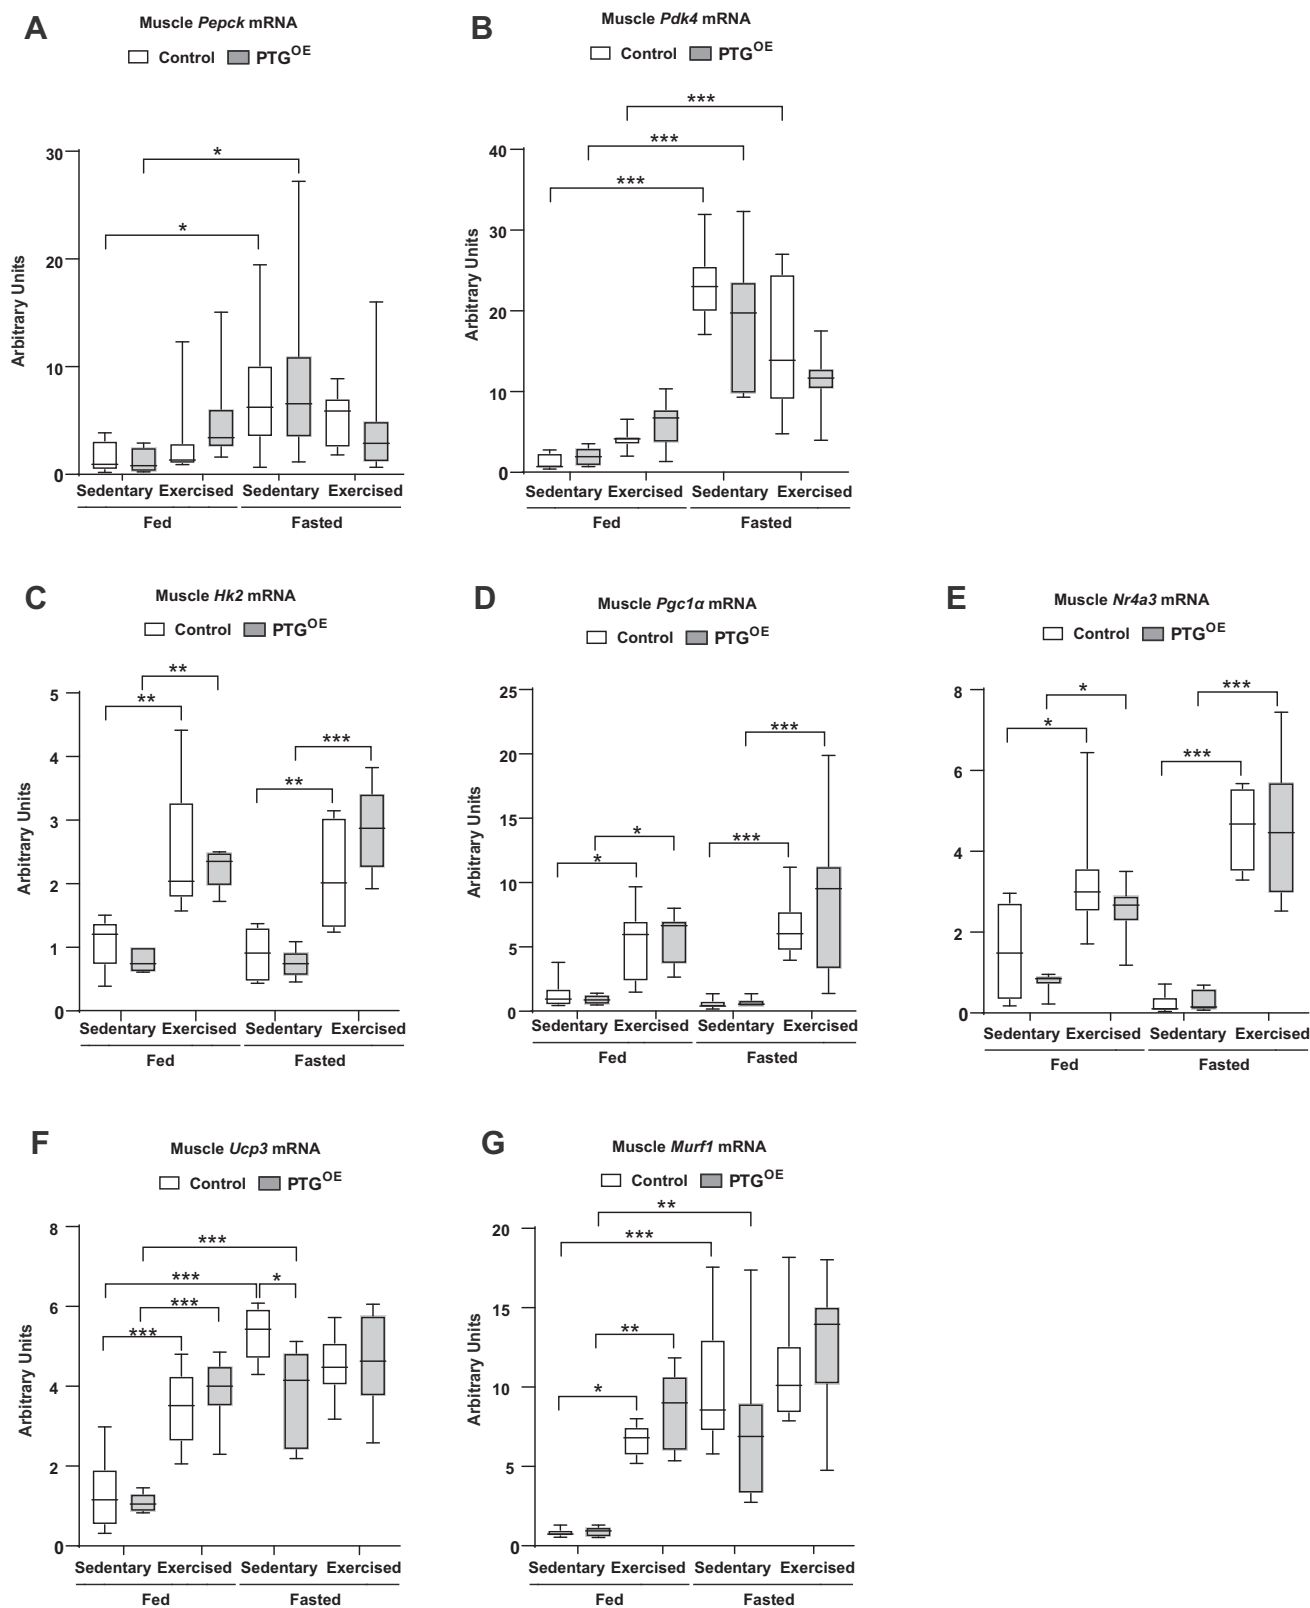 A
Muscle Pepck mRNA
Control PTG^OE
Arbitrary Units
30
20
10
0
*
*
Sedentary Exercised Sedentary Exercised
Fed Fasted
B
Muscle Pdk4 mRNA
Control PTG^OE
Arbitrary Units
40
30
20
10
0
***
***
***
Sedentary Exercised Sedentary Exercised
Fed Fasted
C
Muscle Hk2 mRNA
Control PTG^OE
Arbitrary Units
5
4
3
2
1
0
**
**
***
**
Sedentary Exercised Sedentary Exercised
Fed Fasted
D
Muscle Pgc1α mRNA
Control PTG^OE
Arbitrary Units
25
20
15
10
5
0
***
*
***
*
Sedentary Exercised Sedentary Exercised
Fed Fasted
E
Muscle Nr4a3 mRNA
Control PTG^OE
8
6
4
2
0
*
***
*
***
Sedentary Exercised Sedentary Exercised
Fed Fasted
F
Muscle Ucp3 mRNA
Control PTG^OE
Arbitrary Units
8
6
4
2
0
***
***
*
***
***
Sedentary Exercised Sedentary Exercised
Fed Fasted
G
Muscle Murf1 mRNA
Control PTG^OE
Arbitrary Units
20
15
10
5
0
**
***
**
*
Sedentary Exercised Sedentary Exercised
Fed Fasted